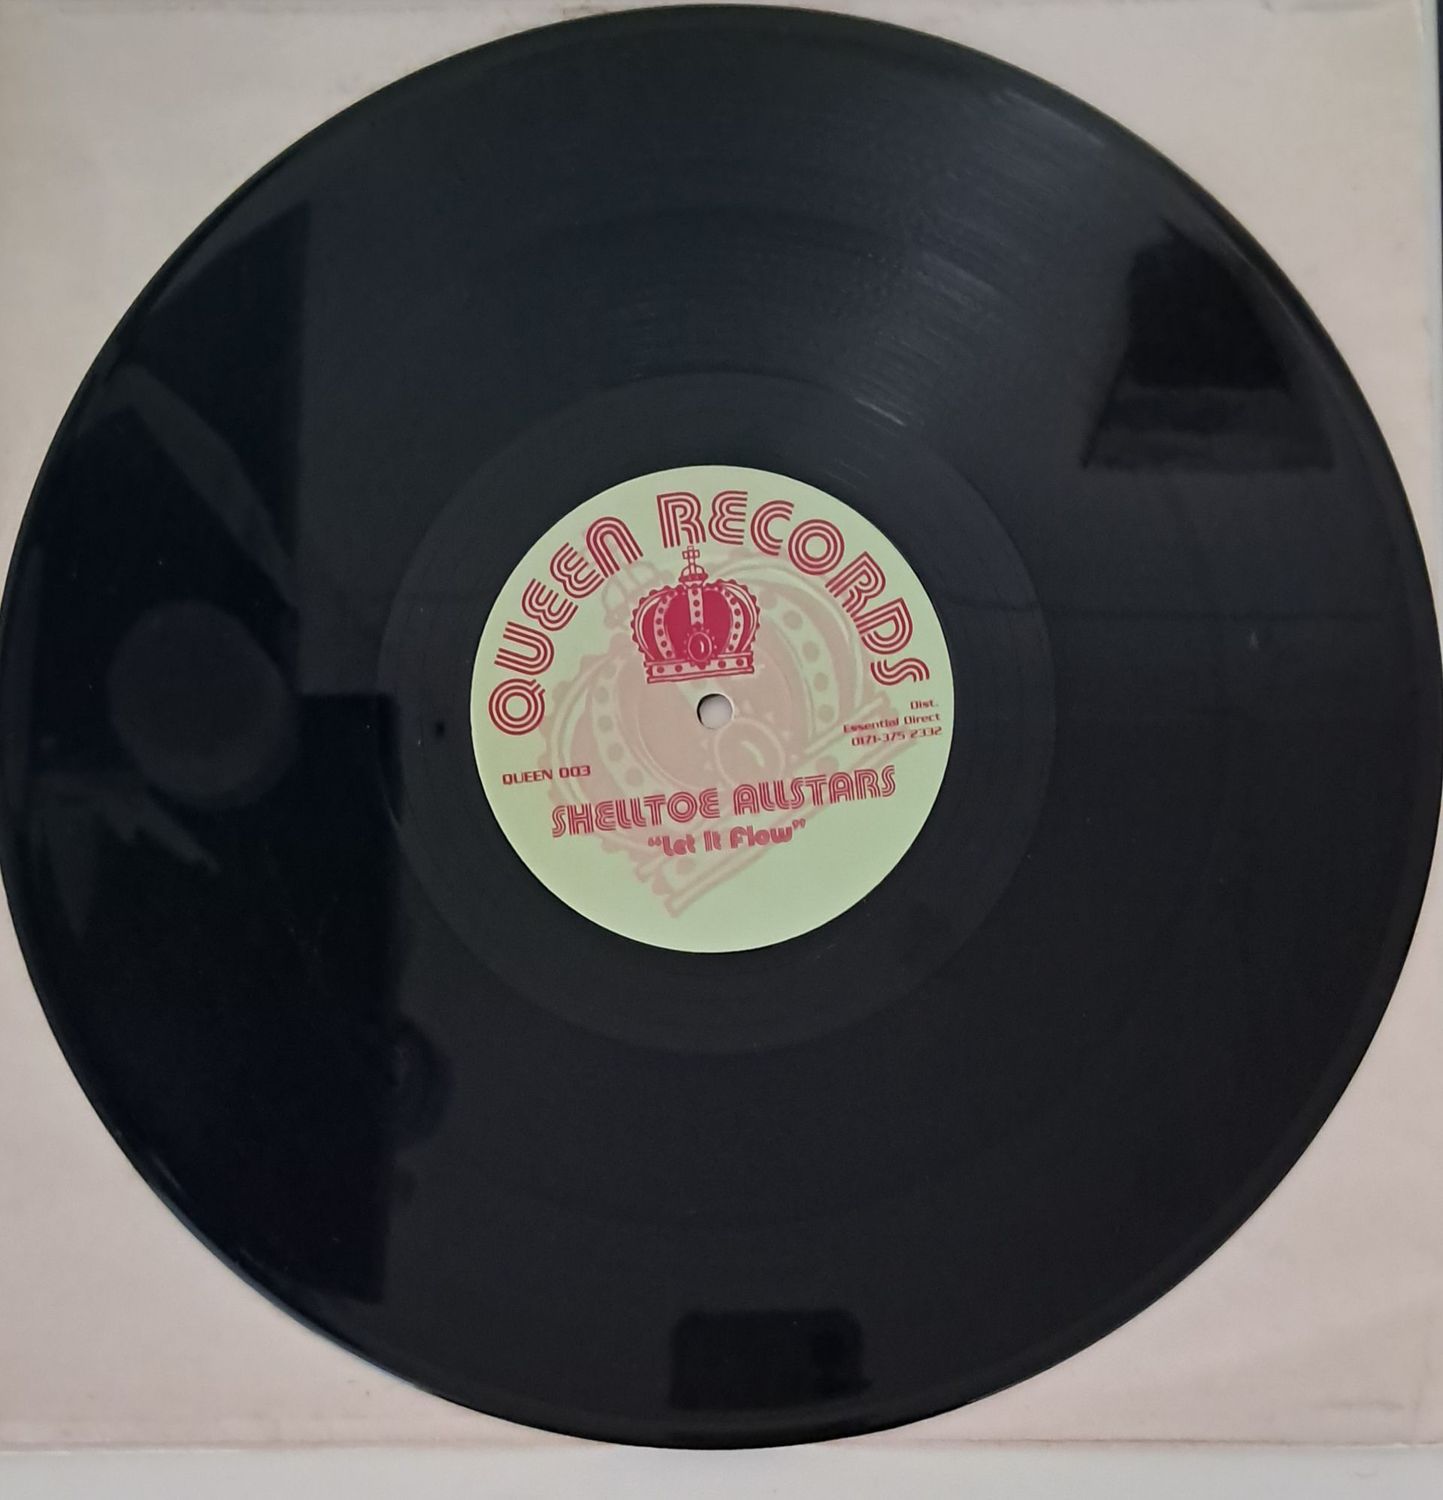 QUEEN RECORDS
Dist.
Essential Direct
0171-375 2332
QUEEN 003
SHELLTOE ALLSTARS
"Let It Flow"